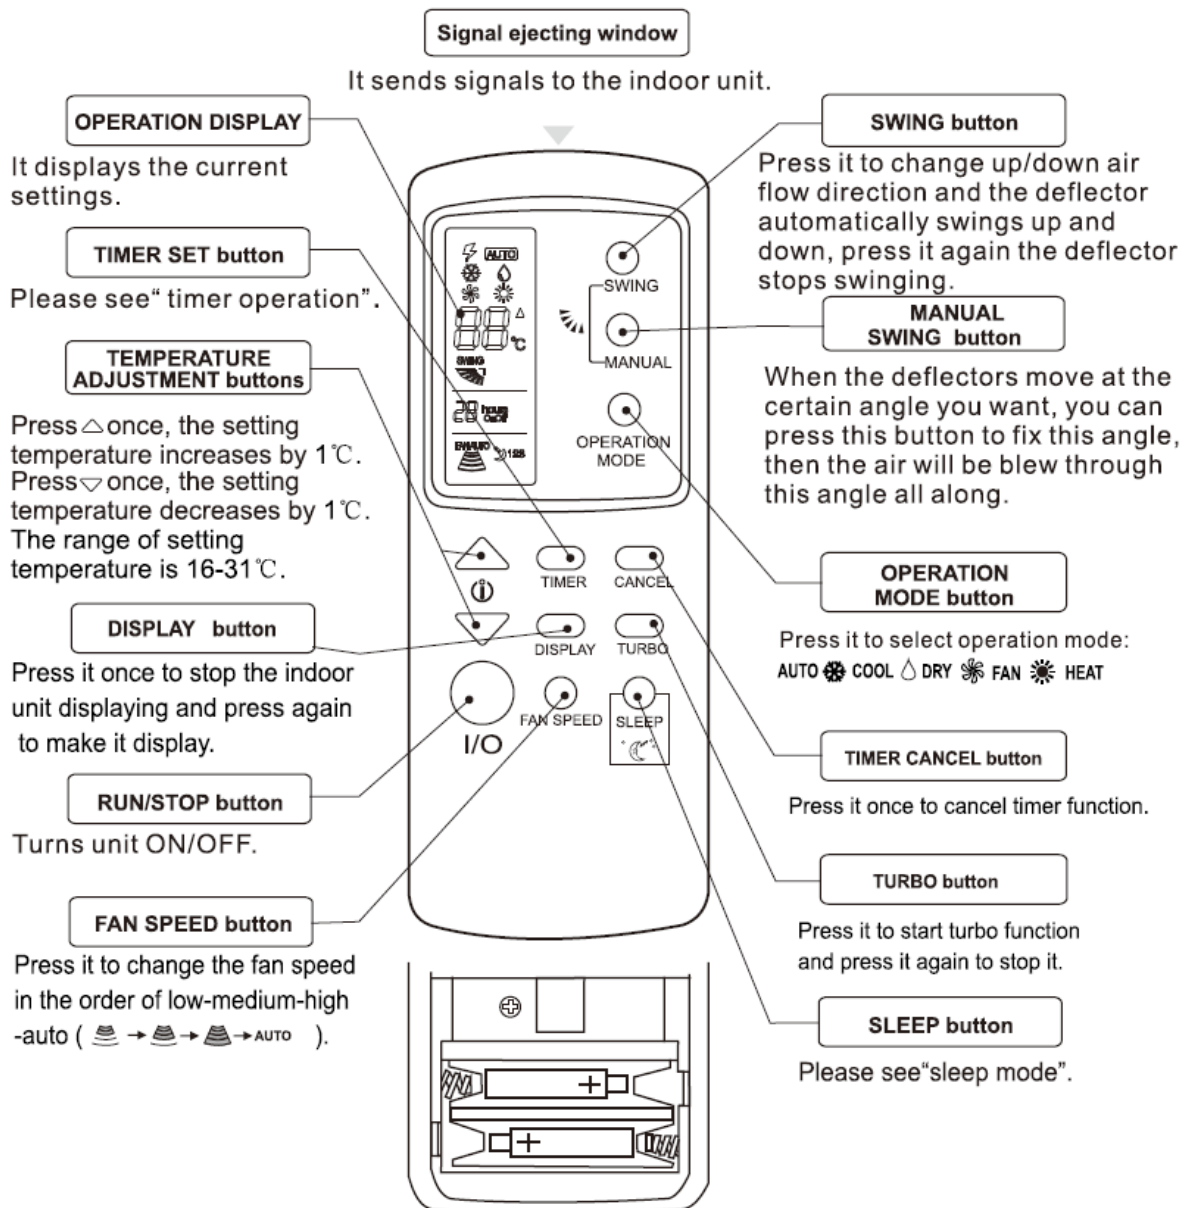 Signal ejecting window
It sends signals to the indoor unit.
OPERATION DISPLAY
It displays the current
settings.
TIMER SET button
Please see“ timer operation”.
TEMPERATURE
ADJUSTMENT buttons
Press△once, the setting
temperature increases by 1℃.
Press▽once, the setting
temperature decreases by 1℃.
The range of setting
temperature is 16-31℃.
DISPLAY button
Press it once to stop the indoor
unit displaying and press again
to make it display.
RUN/STOP button
Turns unit ON/OFF.
FAN SPEED button
Press it to change the fan speed
in the order of low-medium-high
-auto ( → → →AUTO ).
AUTO
88
℃
SWING
28 hours
On/Off
FAN/AUTO
123
SWING
MANUAL
OPERATION
MODE
TIMER
CANCEL
DISPLAY
TURBO
I/O
FAN SPEED
SLEEP
+
+
SWING button
Press it to change up/down air
flow direction and the deflector
automatically swings up and
down, press it again the deflector
stops swinging.
MANUAL
SWING button
When the deflectors move at the
certain angle you want, you can
press this button to fix this angle,
then the air will be blew through
this angle all along.
OPERATION
MODE button
Press it to select operation mode:
AUTO COOL DRY FAN HEAT
TIMER CANCEL button
Press it once to cancel timer function.
TURBO button
Press it to start turbo function
and press it again to stop it.
SLEEP button
Please see“sleep mode”.